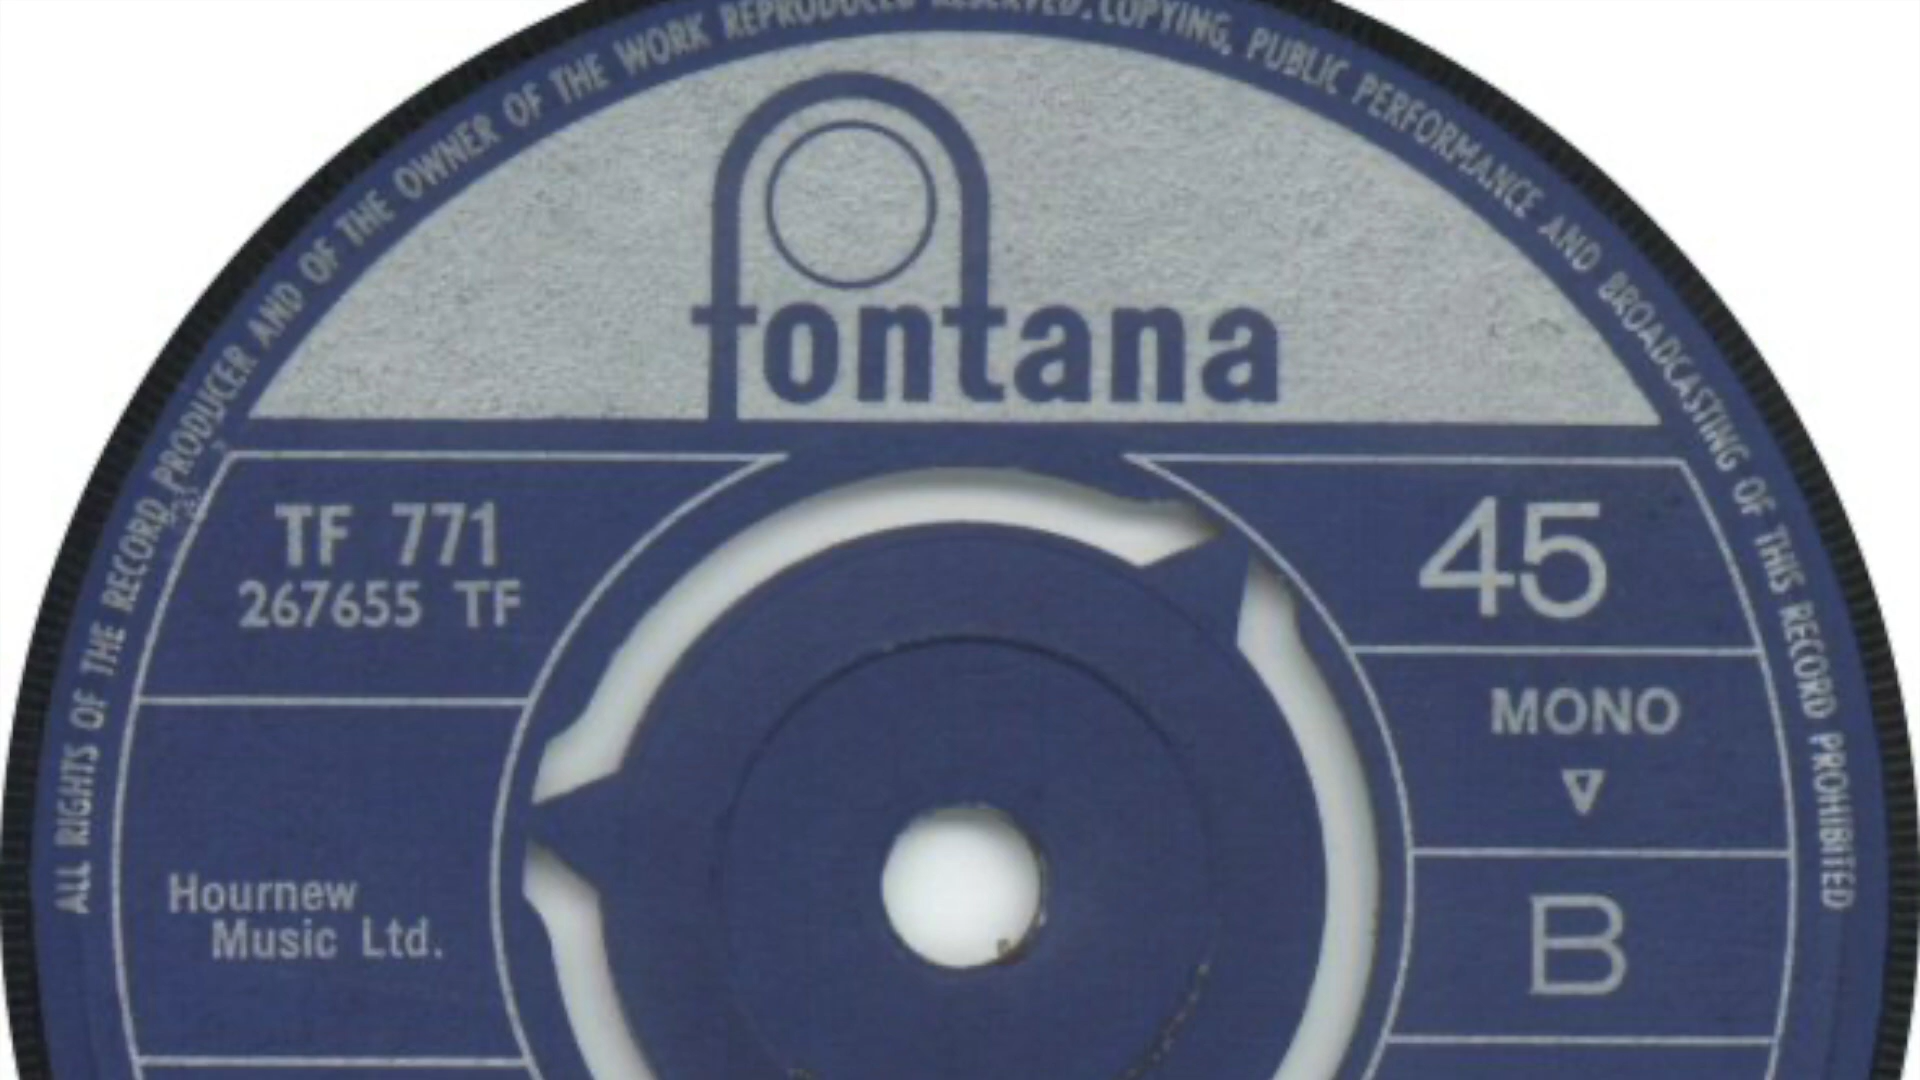 ALL RIGHTS OF THE RECORD PRODUCER AND OF THE OWNER OF THE WORK REPRODUCED RESERVED. COPYING, PUBLIC PERFORMANCE AND BROADCASTING OF THIS RECORD PROHIBITED
fontana
TF 771
267655 TF
45
MONO
Hournew
Music Ltd.
B